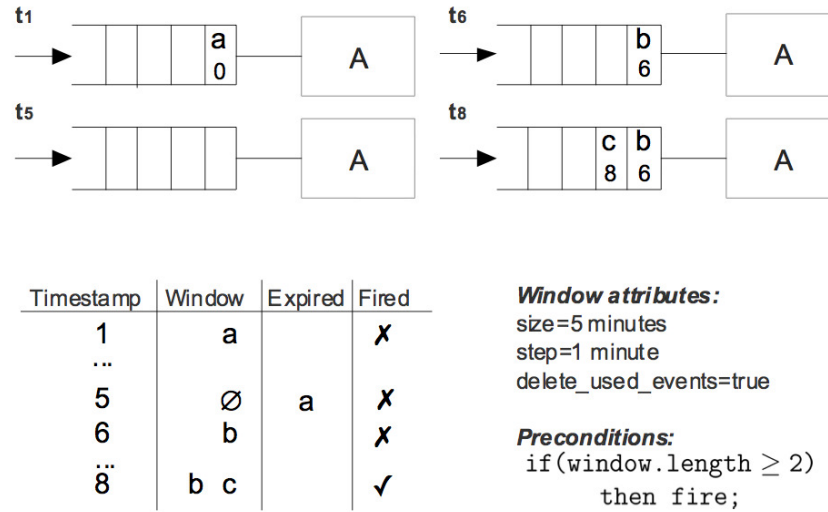 t1
a
0
A
t6
b
6
A
t5
A
t8
c b
8 6
A
Timestamp Window Expired Fired
1 a ✗
...
5 ∅ a ✗
6 b ✗
...
8 b c ✓
Window attributes:
size=5 minutes
step=1 minute
delete_used_events=true
Preconditions:
if(window.length ≥ 2)
then fire;